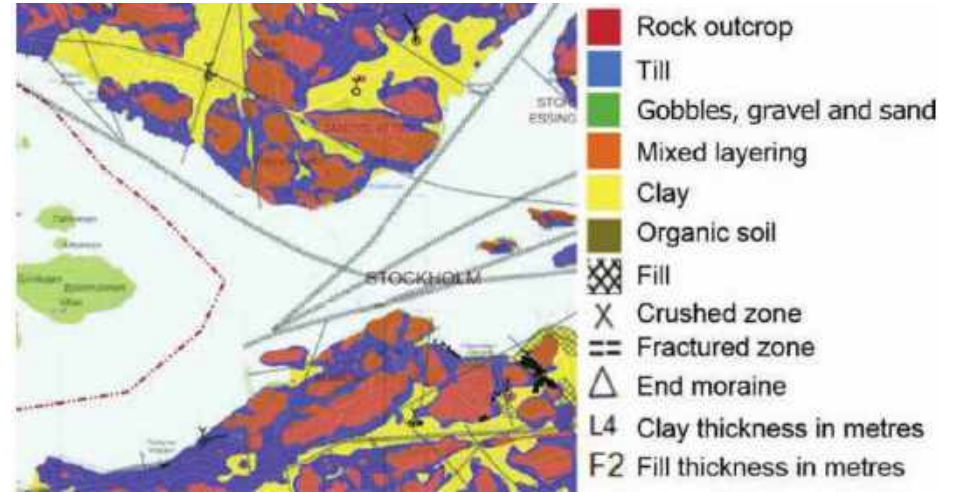 STOCKHOLM
Rock outcrop
Till
Gobbles, gravel and sand
Mixed layering
Clay
Organic soil
Fill
Crushed zone
Fractured zone
End moraine
L4 Clay thickness in metres
F2 Fill thickness in metres